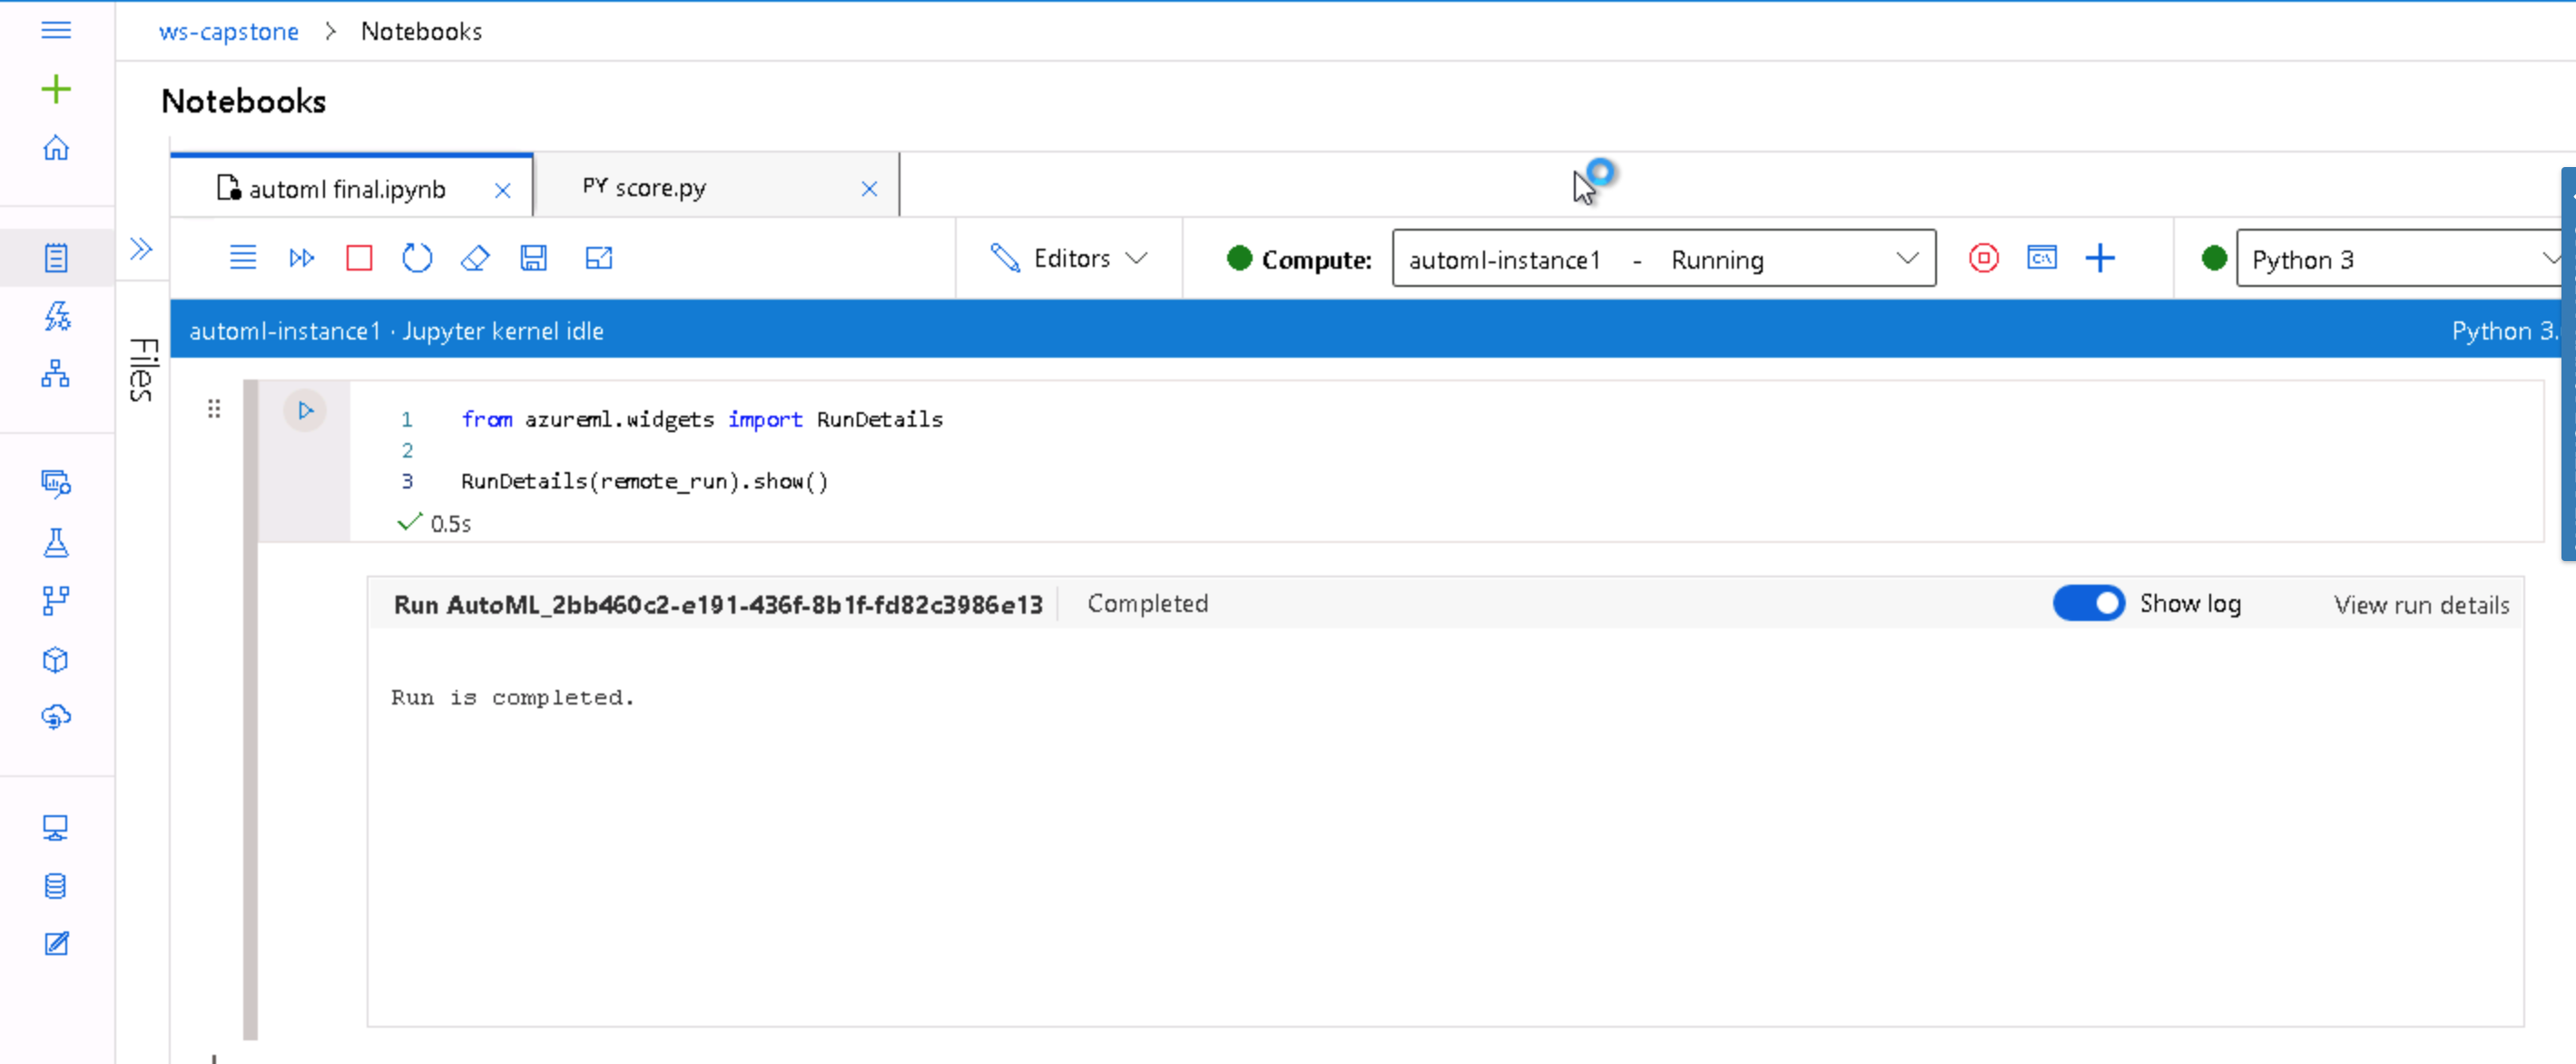 ws-capstone > Notebooks
Notebooks
automl final.ipynb
PY score.py
Editors
Compute: automl-instance1 - Running
Python 3
automl-instance1 · Jupyter kernel idle
Python 3.
Files
1 from azureml.widgets import RunDetails
2
3 RunDetails(remote_run).show()
0.5s
Run AutoML_2bb460c2-e191-436f-8b1f-fd82c3986e13 Completed
Show log
View run details
Run is completed.